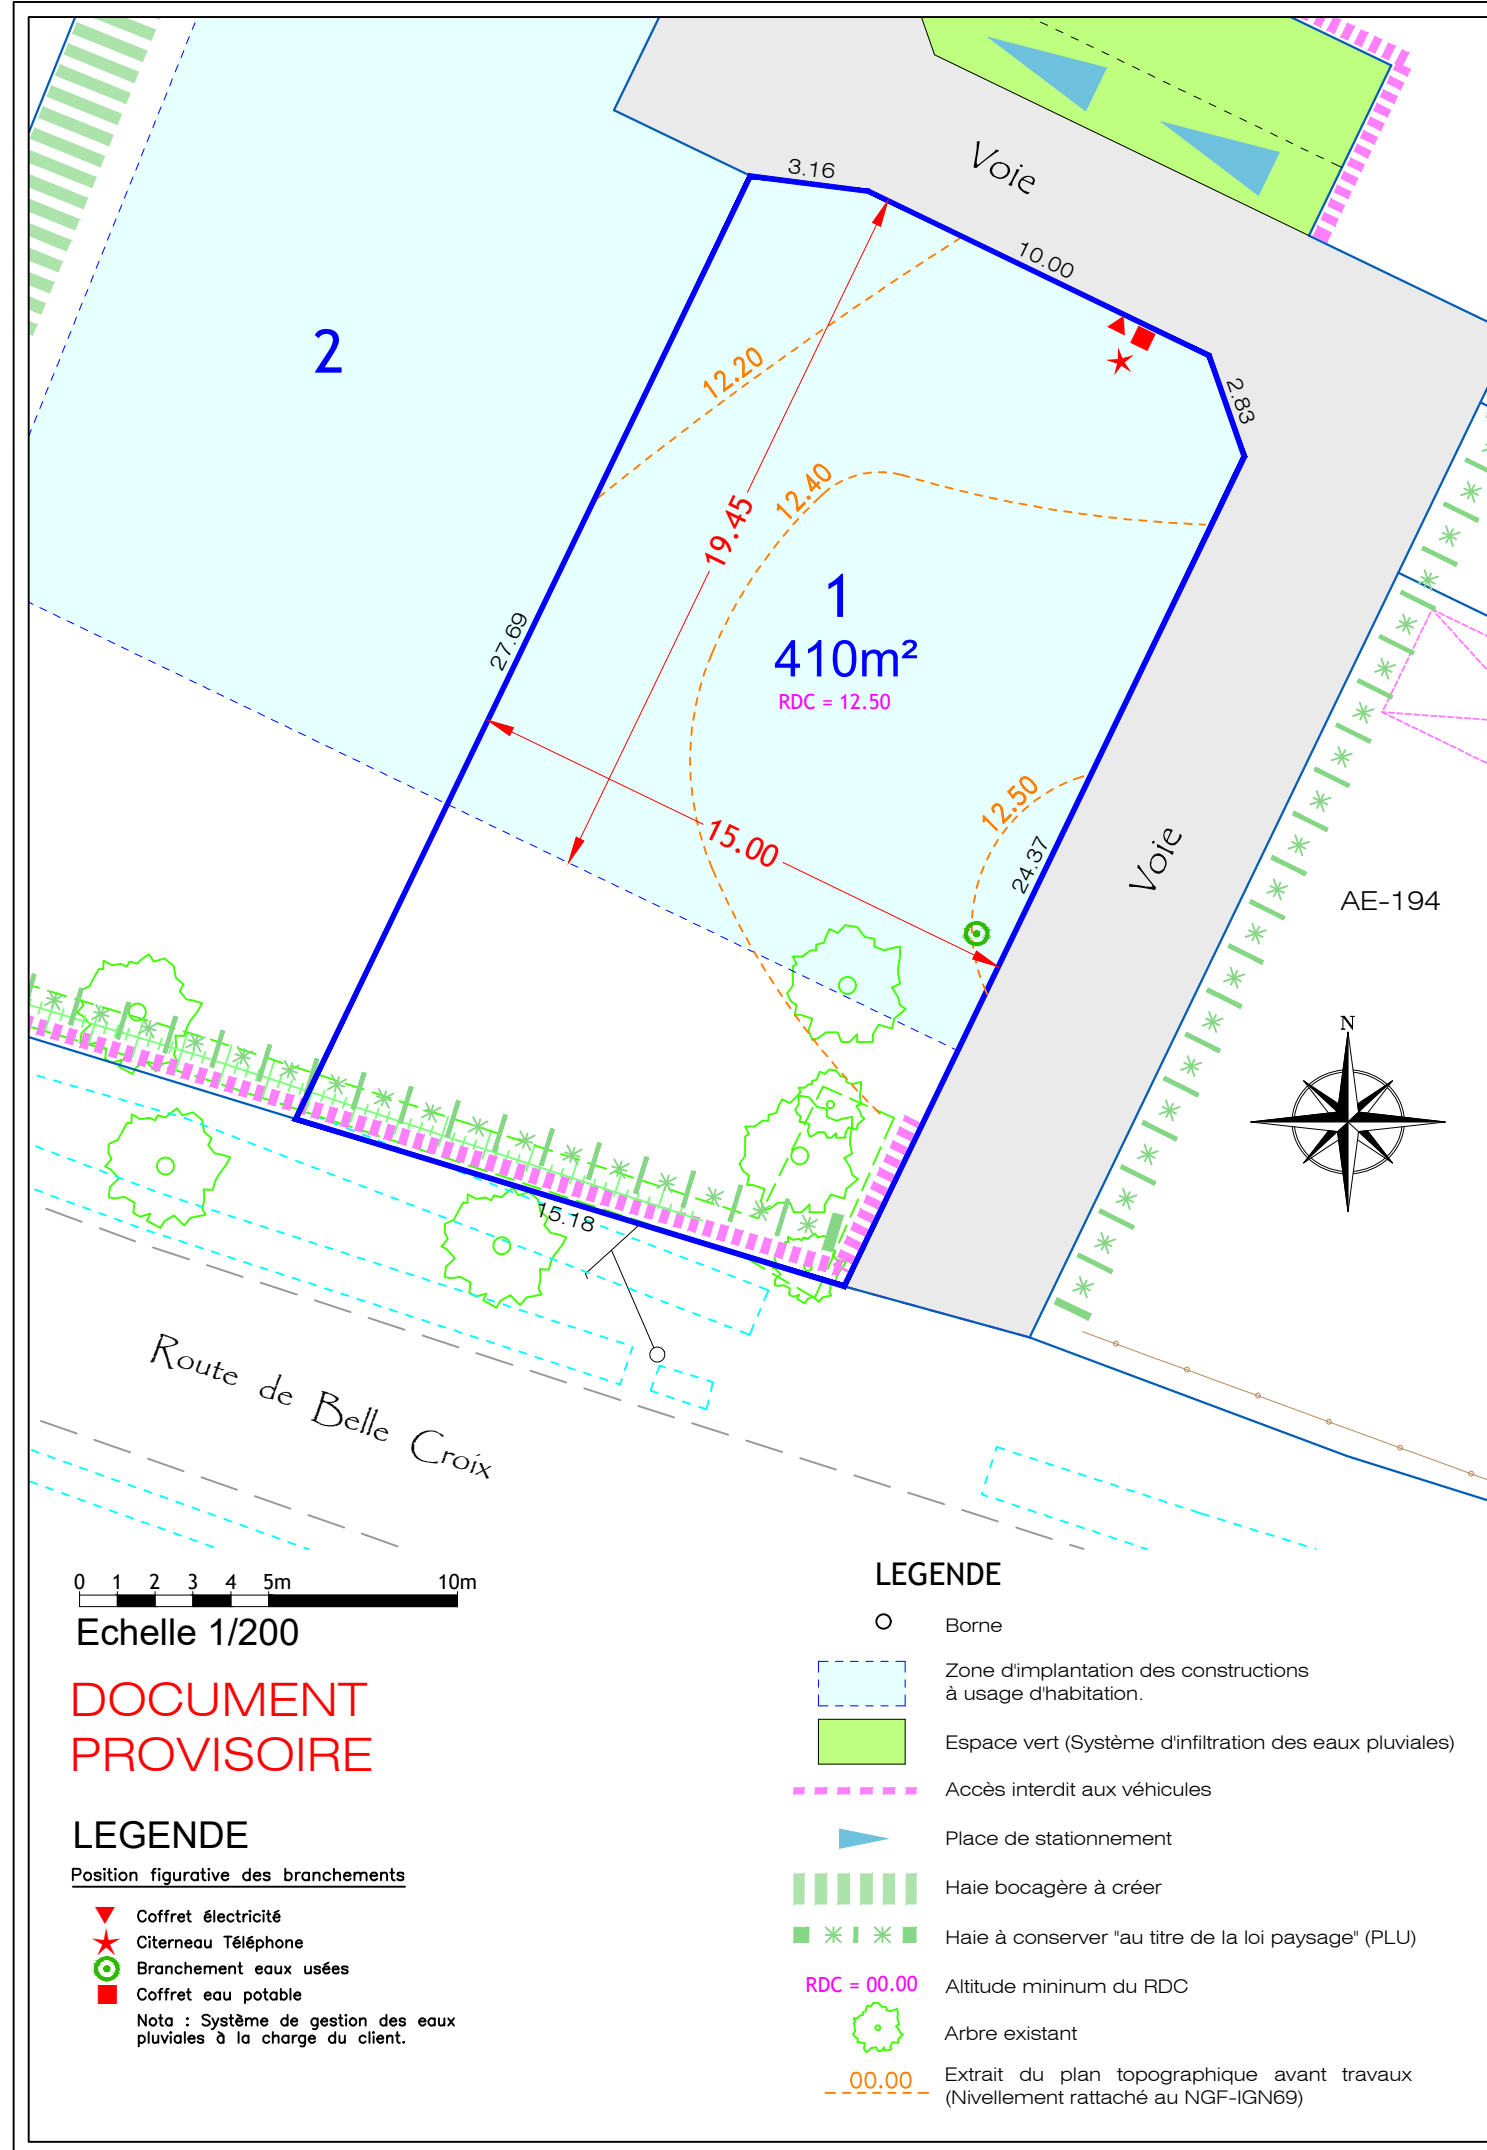 Voie
3.16
10.00
2.83
2
12.20
12.40
19.45
1
410m²
RDC = 12.50
27.69
12.50
15.00
24.37
Voie
AE-194
N
15.18
Route de Belle Croix
0 1 2 3 4 5m 10m
Echelle 1/200
DOCUMENT
PROVISOIRE
LEGENDE
Position figurative des branchements
Coffret électricité
Citerneau Téléphone
Branchement eaux usées
Coffret eau potable
Nota : Système de gestion des eaux
pluviales à la charge du client.
LEGENDE
Borne
Zone d'implantation des constructions
à usage d'habitation.
Espace vert (Système d'infiltration des eaux pluviales)
Accès interdit aux véhicules
Place de stationnement
Haie bocagère à créer
Haie à conserver "au titre de la loi paysage" (PLU)
RDC = 00.00 Altitude mininum du RDC
Arbre existant
00.00 Extrait du plan topographique avant travaux
(Nivellement rattaché au NGF-IGN69)